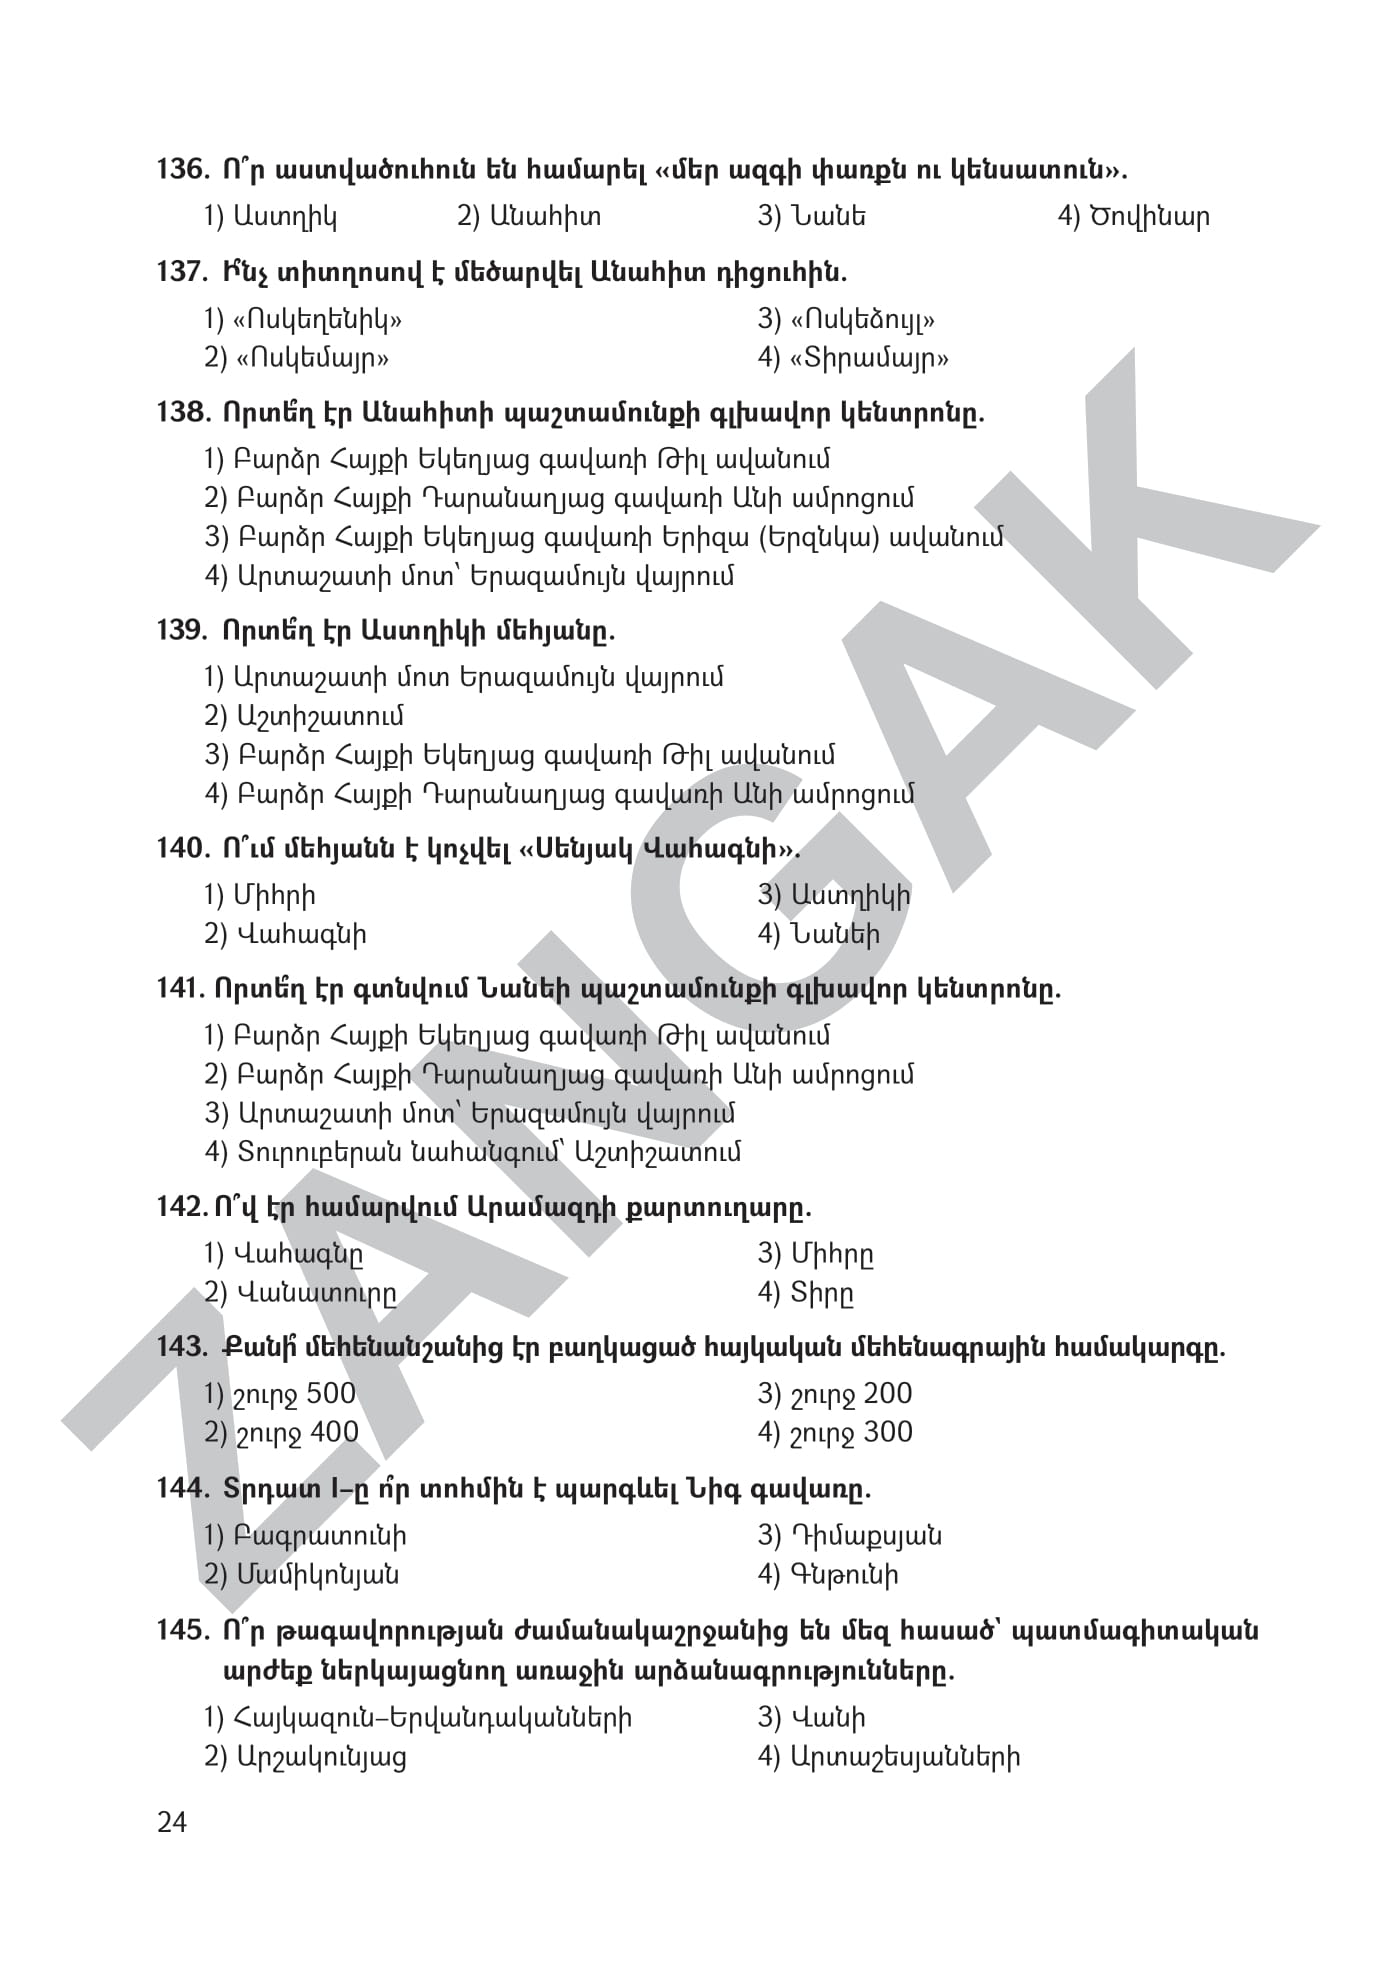 136. Ո՞ր աստվածուհուն են համարել «մեր ազգի փառքն ու կենսատուն».
1) Աստղիկ 2) Անահիտ 3) Նանե 4) Ծովինար
137. Ի՞նչ տիտղոսով է մեծարվել Անահիտ դիցուհին.
1) «Ոսկեղենիկ» 3) «Ոսկեձույլ»
2) «Ոսկեմայր» 4) «Տիրամայր»
138. Որտե՞ղ էր Անահիտի պաշտամունքի գլխավոր կենտրոնը.
1) Բարձր Հայքի Եկեղյաց գավառի Թիլ ավանում
2) Բարձր Հայքի Դարանաղյաց գավառի Անի ամրոցում
3) Բարձր Հայքի Եկեղյաց գավառի Երիզա (Երզնկա) ավանում
4) Արտաշատի մոտ՝ Երազամույն վայրում
139. Որտե՞ղ էր Աստղիկի մեհյանը.
1) Արտաշատի մոտ Երազամույն վայրում
2) Աշտիշատում
3) Բարձր Հայքի Եկեղյաց գավառի Թիլ ավանում
4) Բարձր Հայքի Դարանաղյաց գավառի Անի ամրոցում
140. Ո՞ւմ մեհյանն է կոչվել «Սենյակ Վահագնի».
1) Միհրի 3) Աստղիկի
2) Վահագնի 4) Նանեի
141. Որտե՞ղ էր գտնվում Նանեի պաշտամունքի գլխավոր կենտրոնը.
1) Բարձր Հայքի Եկեղյաց գավառի Թիլ ավանում
2) Բարձր Հայքի Դարանաղյաց գավառի Անի ամրոցում
3) Արտաշատի մոտ՝ Երազամույն վայրում
4) Տուրուբերան նահանգում՝ Աշտիշատում
142. Ո՞վ էր համարվում Արամազդի քարտուղարը.
1) Վահագնը 3) Միհրը
2) Վանատուրը 4) Տիրը
143. Քանի՞ մեհենանշանից էր բաղկացած հայկական մեհենագրային համակարգը.
1) շուրջ 500 3) շուրջ 200
2) շուրջ 400 4) շուրջ 300
144. Տրդատ I–ը ո՞ր տոհմին է պարգևել Նիգ գավառը.
1) Բագրատունի 3) Դիմաքսյան
2) Մամիկոնյան 4) Գնթունի
145. Ո՞ր թագավորության ժամանակաշրջանից են մեզ հասած՝ պատմագիտական
արժեք ներկայացնող առաջին արձանագրությունները.
1) Հայկազուն–Երվանդականների 3) Վանի
2) Արշակունյաց 4) Արտաշեսյանների
24
ZANGAK